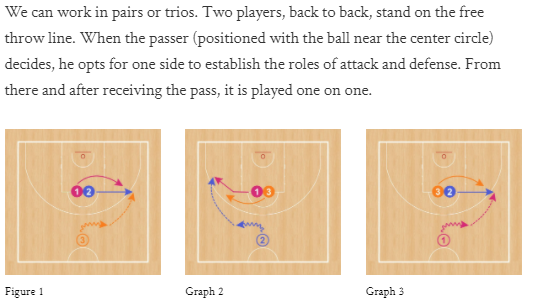 We can work in pairs or trios. Two players, back to back, stand on the free
throw line. When the passer (positioned with the ball near the center circle)
decides, he opts for one side to establish the roles of attack and defense. From
there and after receiving the pass, it is played one on one.
1 2 1 3 3 2
3 2 1
Figure 1 Graph 2 Graph 3